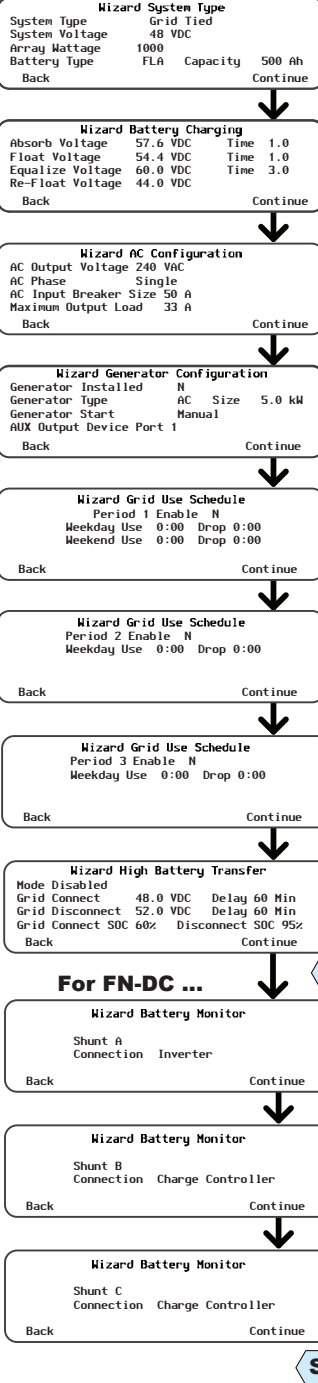 Wizard System Type
System Type Grid Tied
System Voltage 48 VDC
Array Wattage 1000
Battery Type FLA Capacity 500 Ah
Back Continue
Wizard Battery Charging
Absorb Voltage 57.6 VDC Time 1.0
Float Voltage 54.4 VDC Time 1.0
Equalize Voltage 60.0 VDC Time 3.0
Re-Float Voltage 44.0 VDC
Back Continue
Wizard AC Configuration
AC Output Voltage 240 VAC
AC Phase Single
AC Input Breaker Size 50 A
Maximum Output Load 33 A
Back Continue
Wizard Generator Configuration
Generator Installed N
Generator Type AC Size 5.0 kW
Generator Start Manual
AUX Output Device Port 1
Back Continue
Wizard Grid Use Schedule
Period 1 Enable N
Weekday Use 0:00 Drop 0:00
Weekend Use 0:00 Drop 0:00
Back Continue
Wizard Grid Use Schedule
Period 2 Enable N
Weekday Use 0:00 Drop 0:00
Back Continue
Wizard Grid Use Schedule
Period 3 Enable N
Weekday Use 0:00 Drop 0:00
Back Continue
Wizard High Battery Transfer
Mode Disabled
Grid Connect 48.0 VDC Delay 60 Min
Grid Disconnect 52.0 VDC Delay 60 Min
Grid Connect SOC 60% Disconnect SOC 95%
Back Continue
For FN-DC ...
Wizard Battery Monitor
Shunt A
Connection Inverter
Back Continue
Wizard Battery Monitor
Shunt B
Connection Charge Controller
Back Continue
Wizard Battery Monitor
Shunt C
Connection Charge Controller
Back Continue